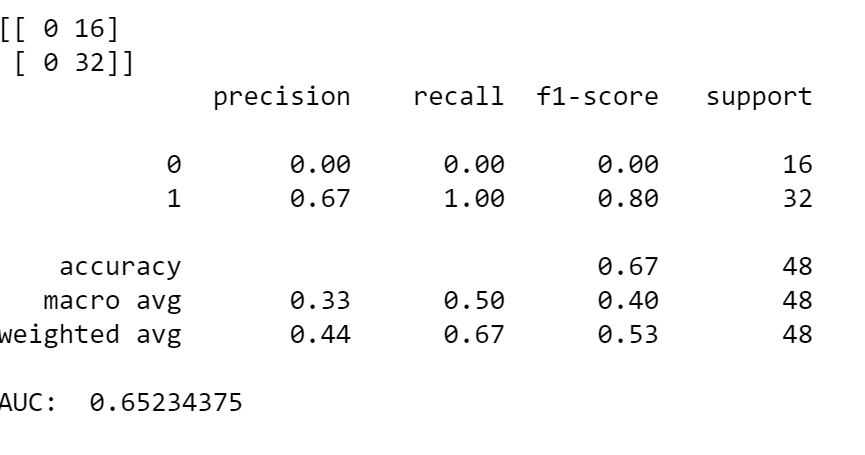 [[ 0 16]
 [ 0 32]]
              precision    recall  f1-score   support

           0       0.00      0.00      0.00        16
           1       0.67      1.00      0.80        32

    accuracy                           0.67        48
   macro avg       0.33      0.50      0.40        48
weighted avg       0.44      0.67      0.53        48

AUC:  0.65234375